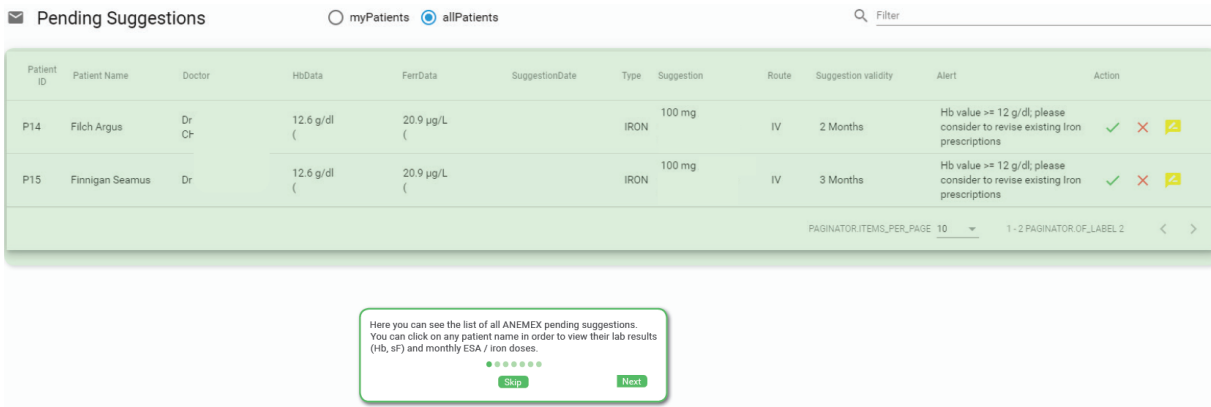 Pending Suggestions
myPatients allPatients
Filter
Patient ID Patient Name Doctor HbData FerrData SuggestionDate Type Suggestion Route Suggestion validity Alert Action
P14 Filch Argus Dr 12.6 g/dl 20.9 µg/L IRON 100 mg IV 2 Months Hb value >= 12 g/dl; please
( ( consider to revise existing Iron
prescriptions
P15 Finnigan Seamus Dr 12.6 g/dl 20.9 µg/L IRON 100 mg IV 3 Months Hb value >= 12 g/dl; please
( ( consider to revise existing Iron
prescriptions
PAGINATOR.ITEMS_PER_PAGE 10 1 - 2 PAGINATOR.OF_LABEL 2
Here you can see the list of all ANEMEX pending suggestions.
You can click on any patient name in order to view their lab results
(Hb, sF) and monthly ESA / iron doses.
Skip Next